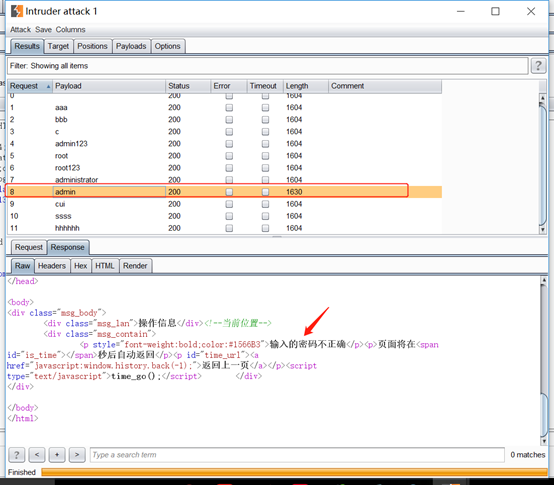 Intruder attack 1
Attack Save Columns
Results Target Positions Payloads Options
Filter: Showing all items
?
Request Payload Status Error Timeout Length Comment
0 200 1604
1 aaa 200 1604
2 bbb 200 1604
3 c 200 1604
4 admin123 200 1604
5 root 200 1604
6 root123 200 1604
7 administrator 200 1604
8 admin 200 1630
9 cui 200 1604
10 ssss 200 1604
11 hhhhhh 200 1604
Request Response
Raw Headers Hex HTML Render
</head>
<body>
<div class="msg_body">
<div class="msg_lan">操作信息</div><!--当前位置-->
<div class="msg_contain">
<p style="font-weight:bold;color:#1566B3">输入的密码不正确</p><p>页面将在<span
id="is_time"></span>秒后自动返回</p><p id="time_url"><a
href="javascript:window.history.back(-1);">返回上一页</a></p><script
type="text/javascript">time_go();</script> </div>
</div>
</body>
</html>
? < + > Type a search term 0 matches
Finished